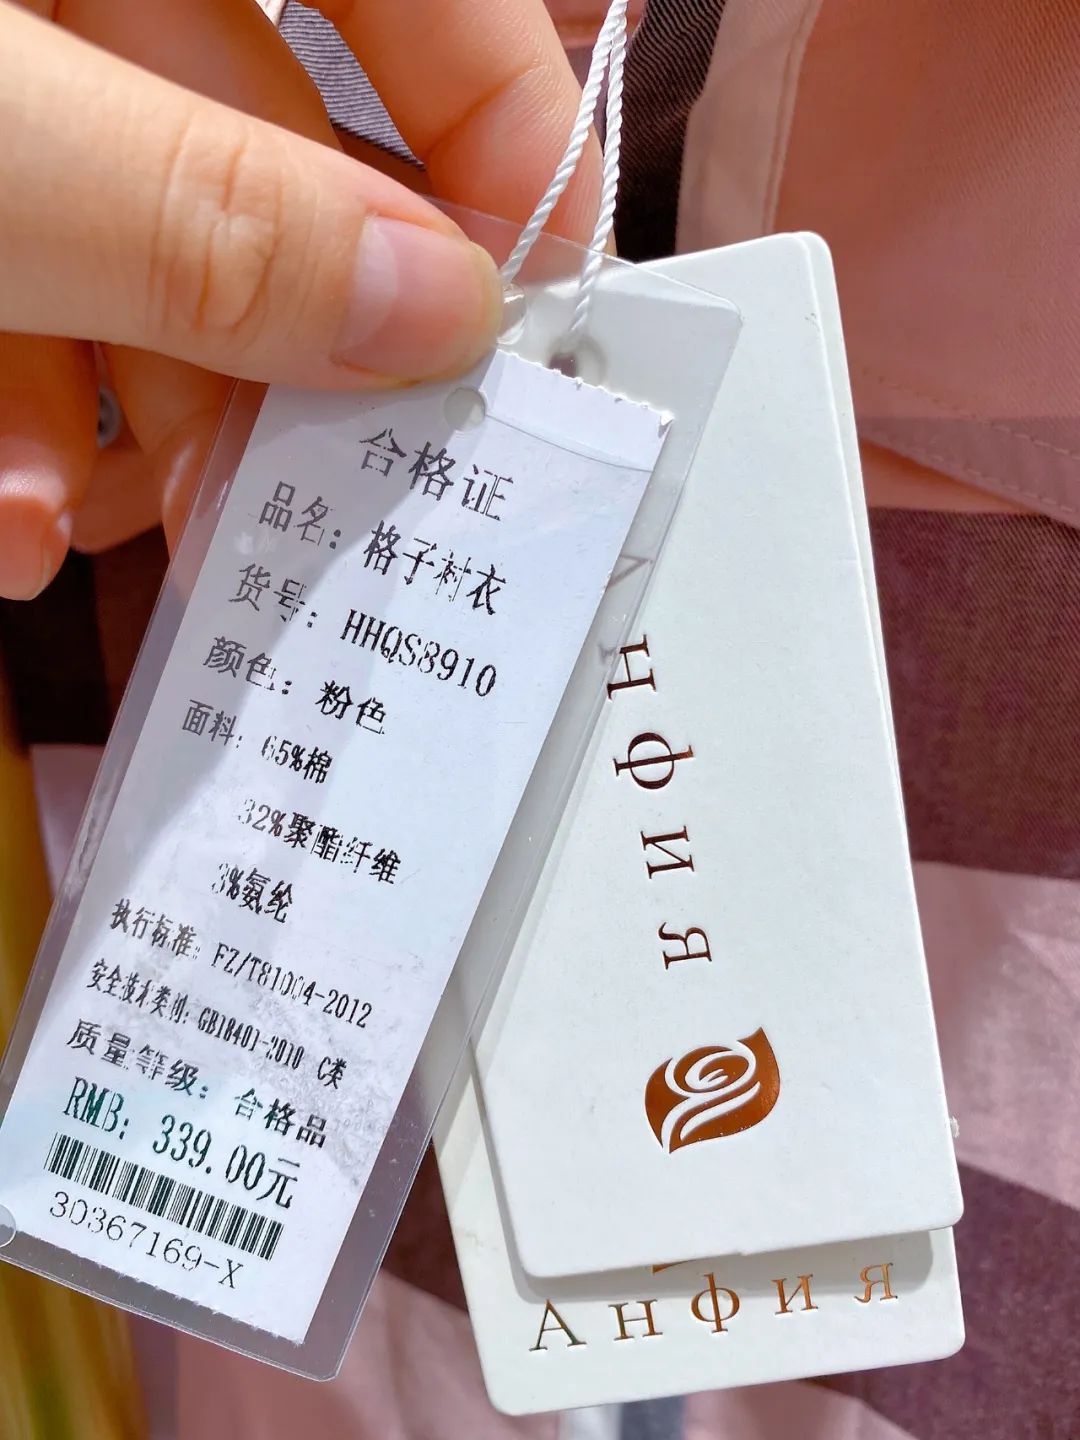 合格证
品名：格子衬衣
货号：HHQS8910
颜色：粉色
面料：65%棉
32%聚酯纤维
3%氨纶
执行标准：FZ/T81004-2012
安全技术类别：GB18401-2010 C类
质量等级：合格品
RMB：339.00元
30367169-X
нфия
Анфия